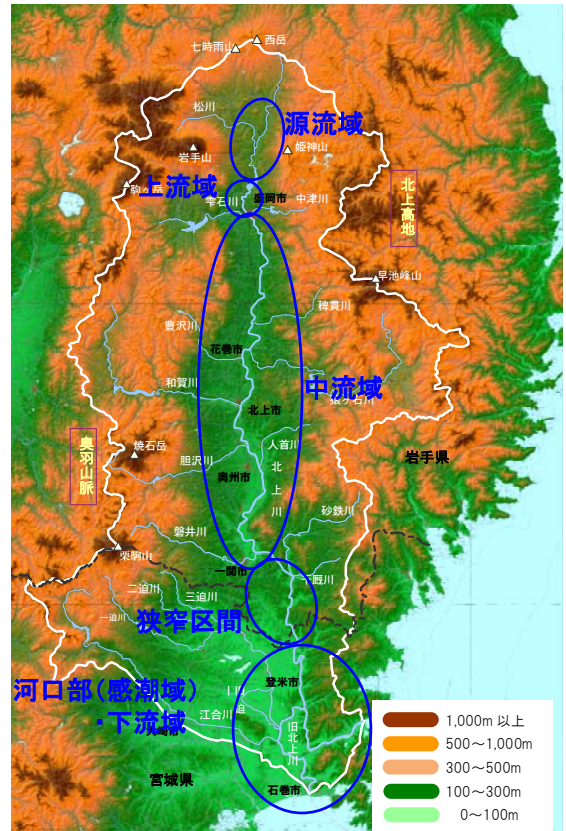 西岳
七時雨山
松川
源流域
岩手山
姫神山
上流域
駒ヶ岳
盛岡市
雫石川
中津川
北上高地
早池峰山
稗貫川
豊沢川
花巻市
和賀川
中流域
猿ヶ石川
北上市
人首川
奥羽山脈
焼石岳
岩手県
胆沢川
奥州市
北上川
砂鉄川
磐井川
栗駒山
一関市
千厩川
二迫川
三迫川
一迫川
狭窄区間
登米市
河口部(感潮域)
・下流域
江合川
旧北上川
宮城県
石巻市
1,000m 以上
500~1,000m
300~500m
100~300m
0~100m